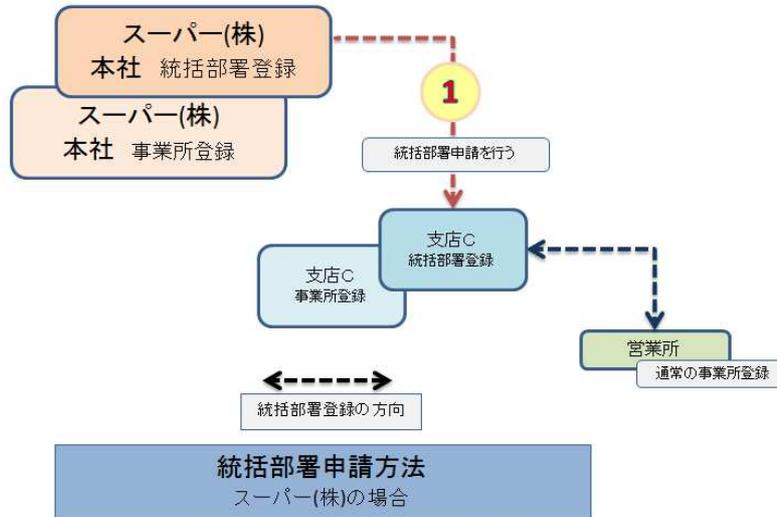 スーパー(株)
本社 統括部署登録
スーパー(株)
本社 事業所登録
1
統括部署申請を行う
支店C
統括部署登録
支店C
事業所登録
営業所
通常の事業所登録
統括部署登録の方向
統括部署申請方法
スーパー(株)の場合